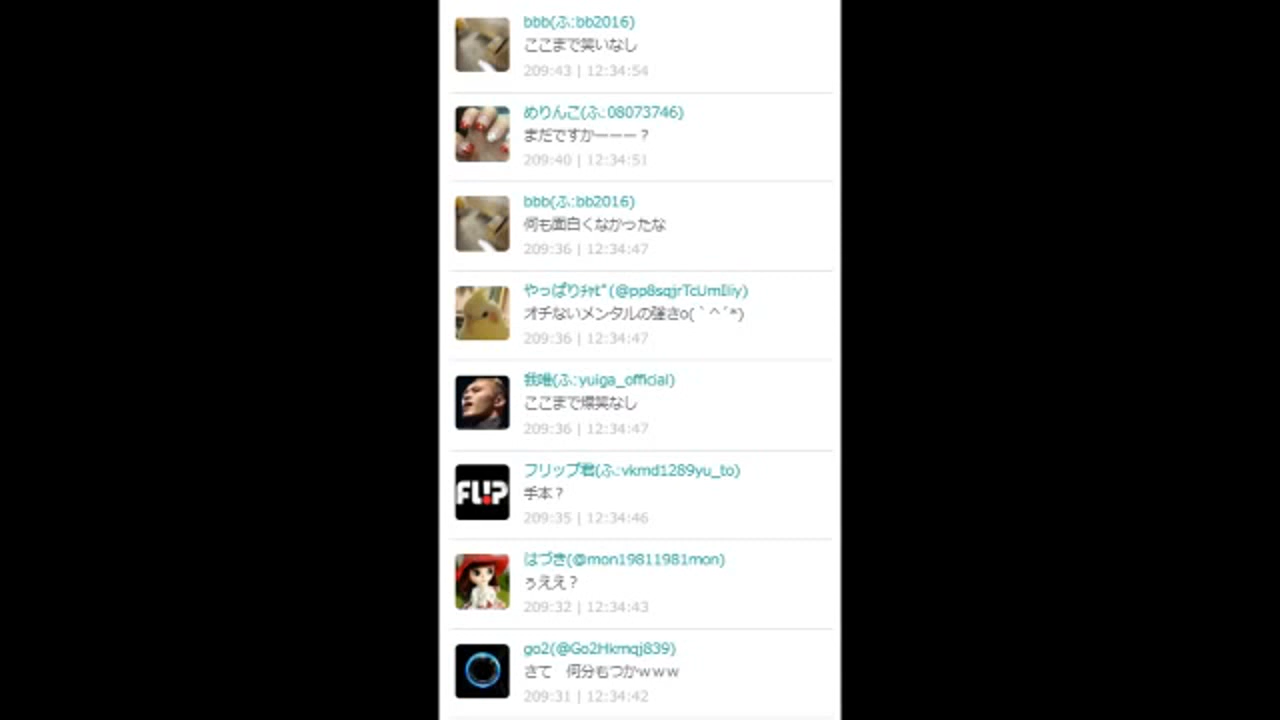 bbb(ふ:bb2016)
ここまで笑いなし
209:43 | 12:34:54
めりんこ(ふ:08073746)
まだですかーーー？
209:40 | 12:34:51
bbb(ふ:bb2016)
何も面白くなかったな
209:36 | 12:34:47
やっぱりﾁｬﾋﾟ(@pp8sqjrTcUmIliy)
オチないメンタルの強さo(｀^´*)
209:36 | 12:34:47
我唯(ふ:yuiga_official)
ここまで爆笑なし
209:36 | 12:34:47
フリップ君(ふ:vkmd1289yu_to)
手本？
209:35 | 12:34:46
FL!P
はづき(@mon19811981mon)
ぅええ？
209:32 | 12:34:43
go2(@Go2Hkmqj839)
さて　何分もつかｗｗｗ
209:31 | 12:34:42